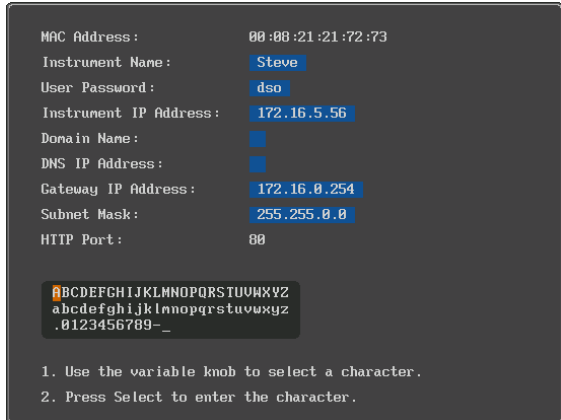 MAC Address: 00:08:21:21:72:73
Instrument Name: Steve
User Password: dso
Instrument IP Address: 172.16.5.56
Domain Name:
DNS IP Address:
Gateway IP Address: 172.16.0.254
Subnet Mask: 255.255.0.0
HTTP Port: 80
ABCDEFGHIJKLMNOPQRSTUVWXYZ
abcdefghijklmnopqrstuvwxyz
.0123456789-_
1. Use the variable knob to select a character.
2. Press Select to enter the character.